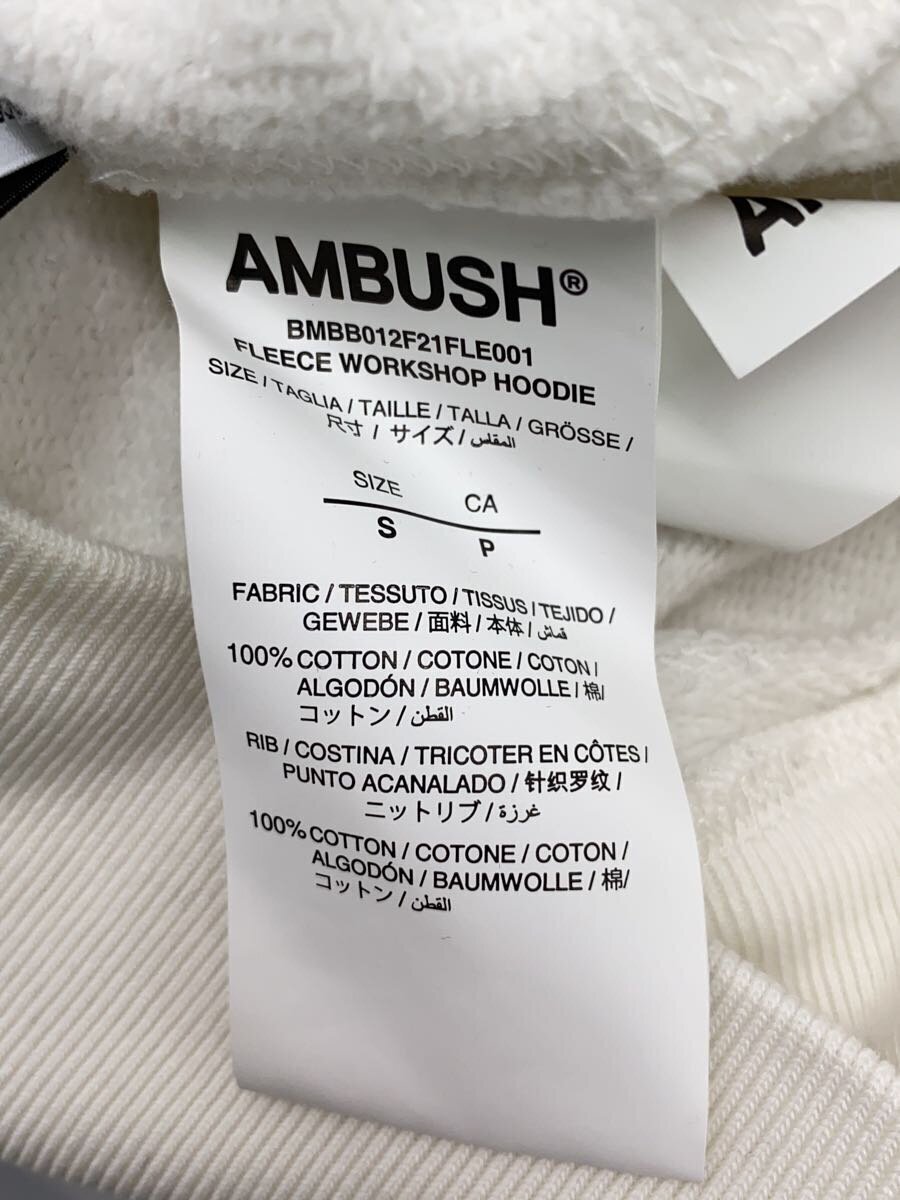 AMBUSH®
BMBB012F21FLE001
FLEECE WORKSHOP HOODIE
SIZE / TAGLIA / TAILLE / TALLA / GRÖSSE /
尺寸 / サイズ / المقلس
SIZE CA
S P
FABRIC / TESSUTO / TISSUS / TEJIDO /
GEWEBE / 面料 / 本体 / قماش
100% COTTON / COTONE / COTON /
ALGODÓN / BAUMWOLLE / 棉/
コットン / القطن
RIB / COSTINA / TRICOTER EN CÔTES /
PUNTO ACANALADO / 针织罗纹 /
ニットリブ / غرزة
100% COTTON / COTONE / COTON /
ALGODÓN / BAUMWOLLE / 棉/
コットン / القطن